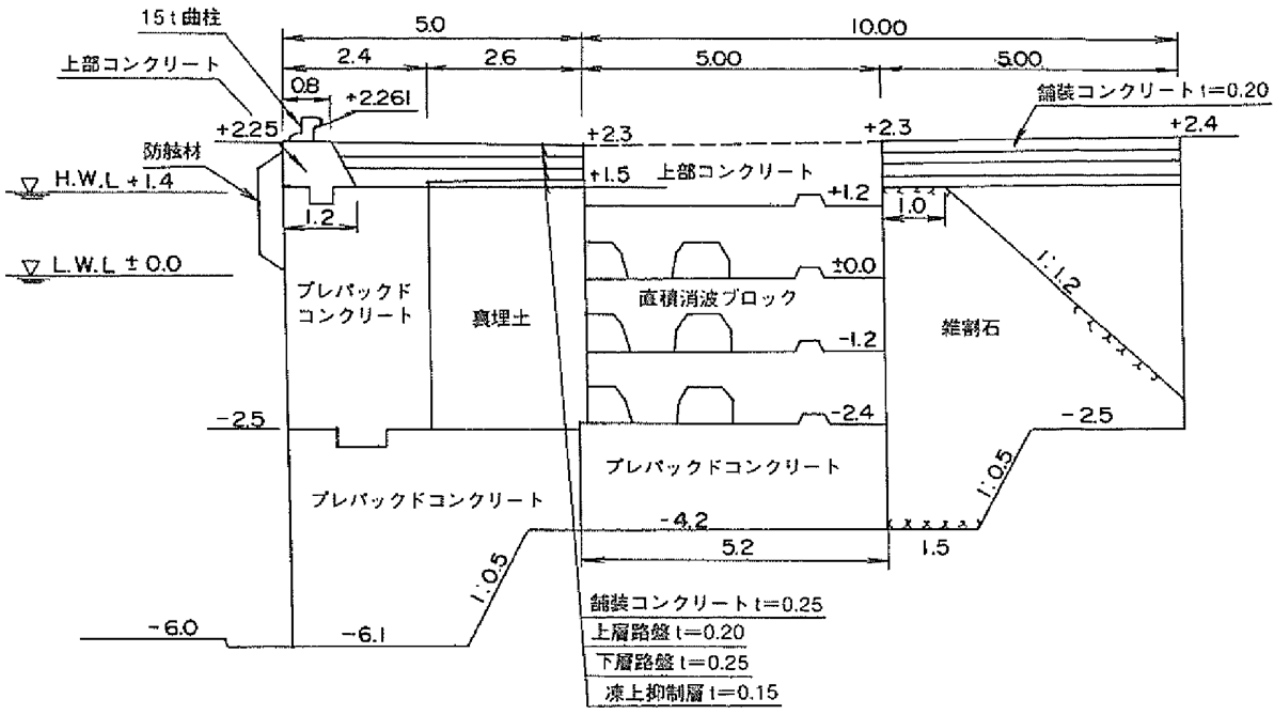 15t曲柱
5.0
10.00
上部コンクリート
2.4
2.6
5.00
5.00
0.8
+2.261
舗装コンクリート t=0.20
+2.25
+2.3
+2.3
+2.4
防舷材
H.W.L +1.4
上部コンクリート
+1.5
+1.2
1.2
1.0
L.W.L ±0.0
±0.0
1:1.2
プレパックド
コンクリート
裏埋土
直積消波ブロック
雑割石
-1.2
-2.5
-2.4
-2.5
プレパックドコンクリート
プレパックドコンクリート
1:0.5
-4.2
5.2
1.5
1:0.5
舗装コンクリート t=0.25
-6.0
-6.1
上層路盤 t=0.20
下層路盤 t=0.25
凍上抑制層 t=0.15